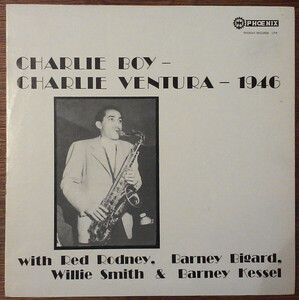 PHOENIX
CHARLIE BOY –
CHARLIE VENTURA – 1946
with Red Rodney, Barney Bigard,
Willie Smith & Barney Kessel